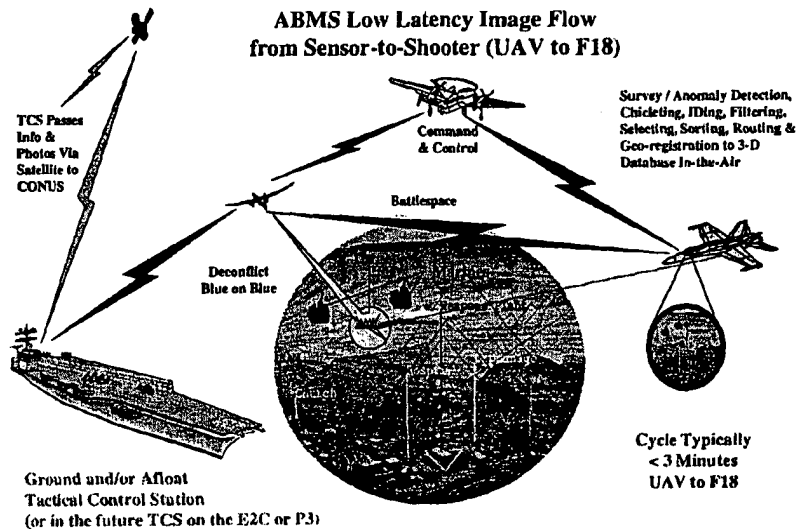 ABMS Low Latency Image Flow
from Sensor-to-Shooter (UAV to F18)
TCS Passes
Info &
Photos Via
Satellite to
CONUS
Command
& Control
Survey / Anomaly Detection,
Chicleting, IDing, Filtering,
Selecting, Sorting, Routing &
Geo-registration to 3-D
Database In-the-Air
Battlespace
Deconflict
Blue on Blue
Ground and/or Afloat
Tactical Control Station
(or in the future TCS on the E2C or P3)
Cycle Typically
< 3 Minutes
UAV to F18